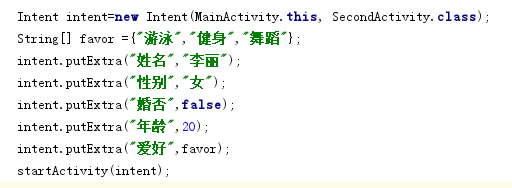 Intent intent=new Intent(MainActivity.this, SecondActivity.class);
String[] favor ={"游泳","健身","舞蹈"};
intent.putExtra("姓名","李丽");
intent.putExtra("性别","女");
intent.putExtra("婚否",false);
intent.putExtra("年龄",20);
intent.putExtra("爱好",favor);
startActivity(intent);